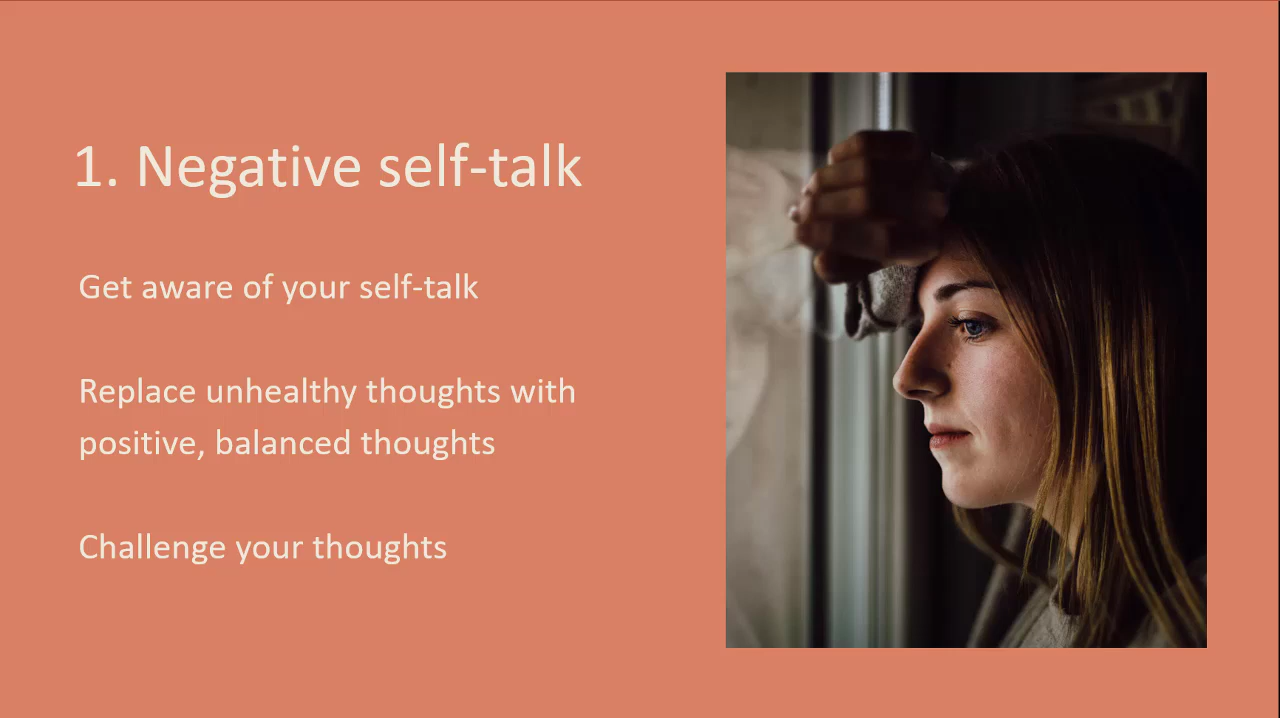 1. Negative self-talk
Get aware of your self-talk
Replace unhealthy thoughts with
positive, balanced thoughts
Challenge your thoughts